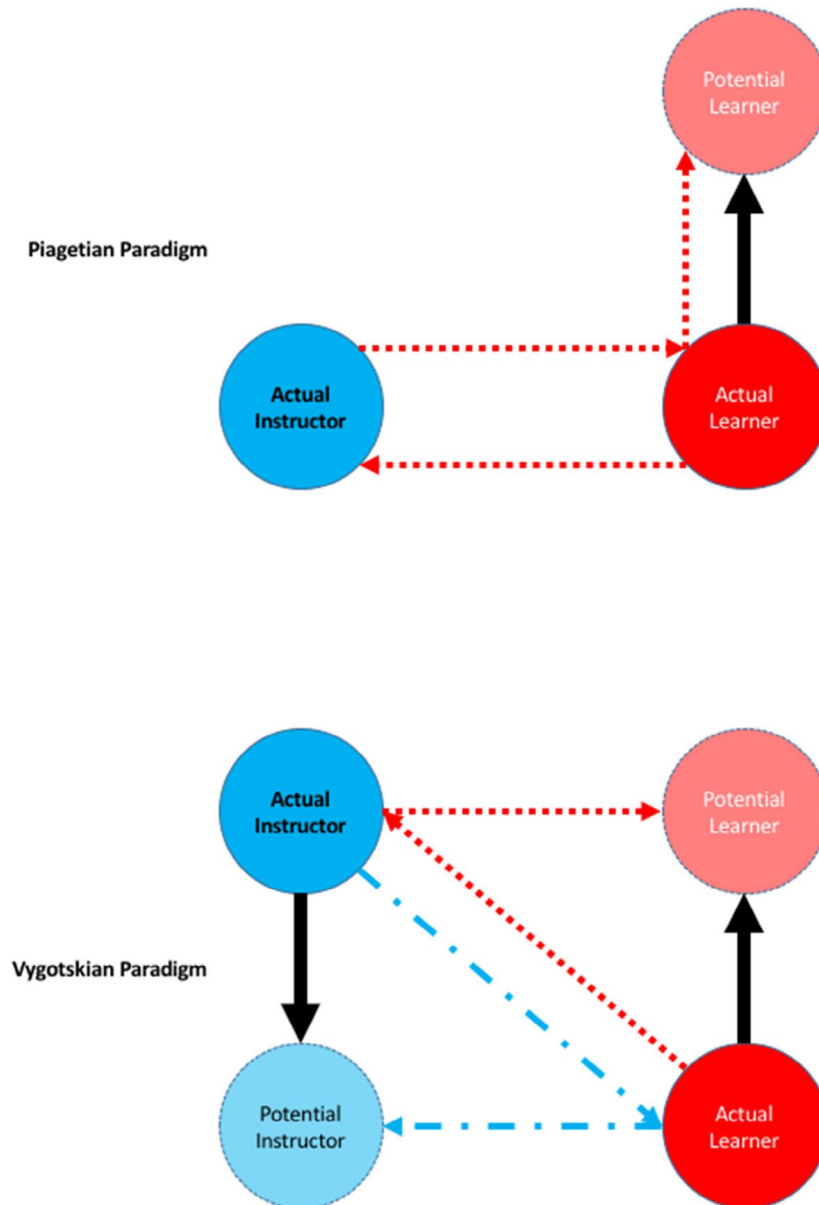 Potential
Learner
Piagetian Paradigm
Actual
Instructor
Actual
Learner
Actual
Instructor
Potential
Learner
Vygotskian Paradigm
Potential
Instructor
Actual
Learner